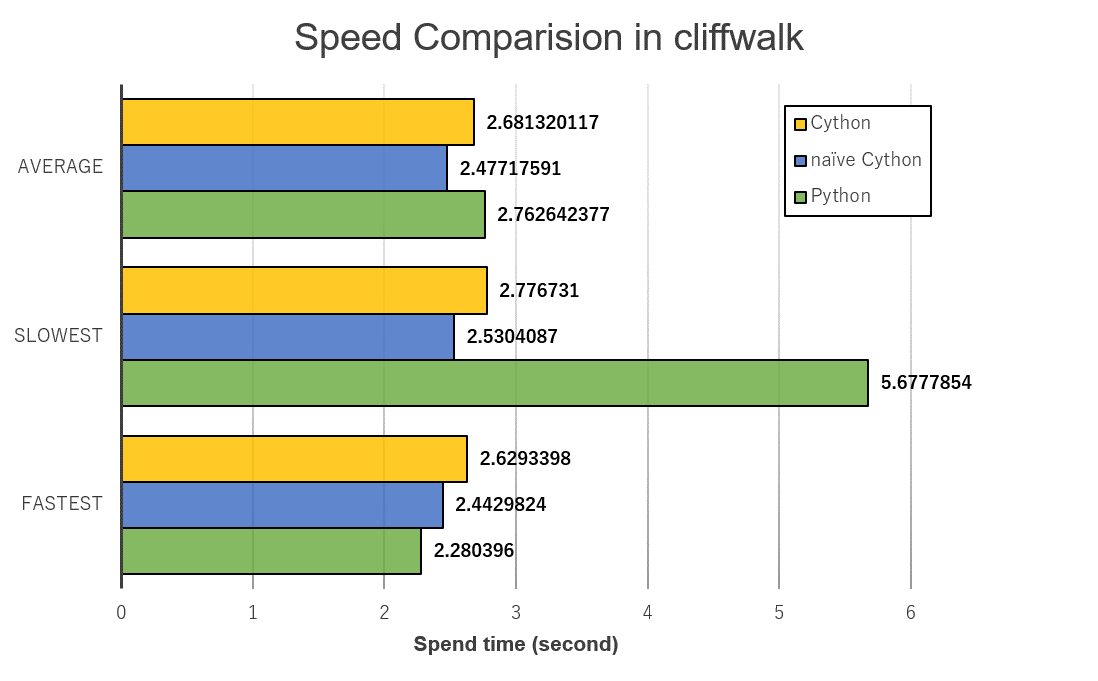 Speed Comparision in cliffwalk
Cython
naïve Cython
Python
AVERAGE
2.681320117
2.47717591
2.762642377
SLOWEST
2.776731
2.5304087
5.6777854
FASTEST
2.6293398
2.4429824
2.280396
0 1 2 3 4 5 6
Spend time (second)